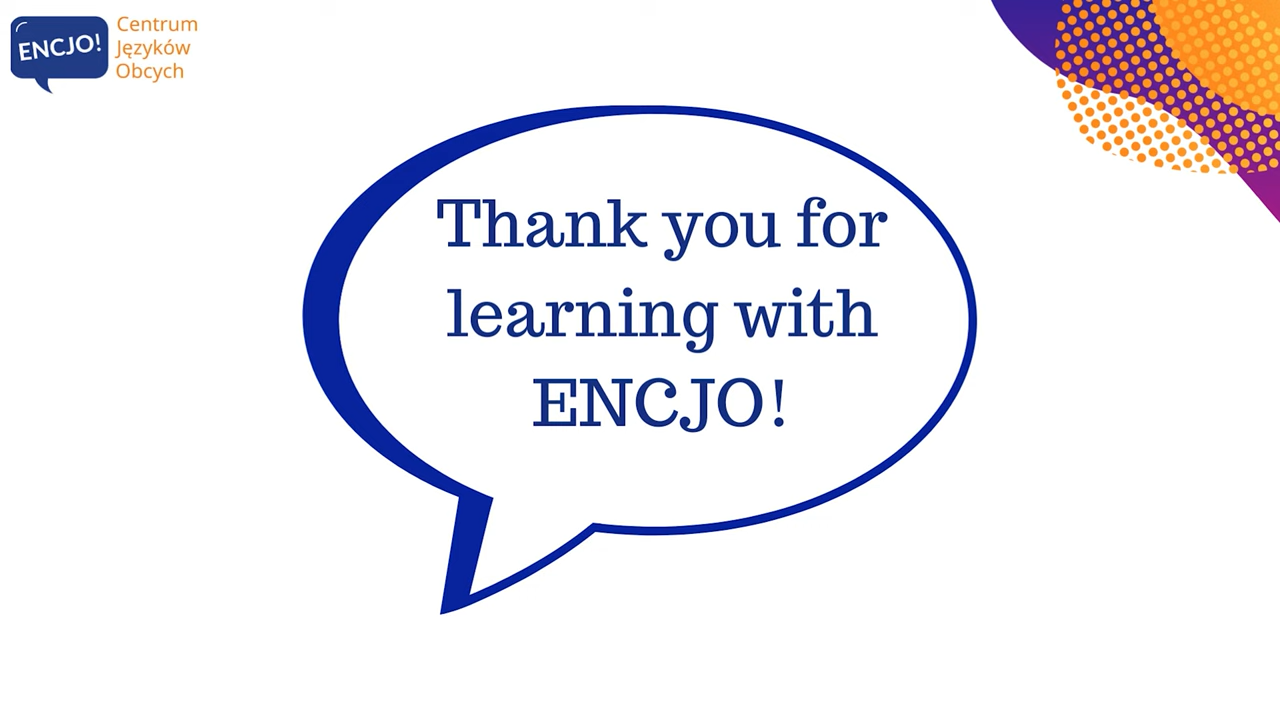 ENCJO!
Centrum
Języków
Obcych
Thank you for
learning with
ENCJO!